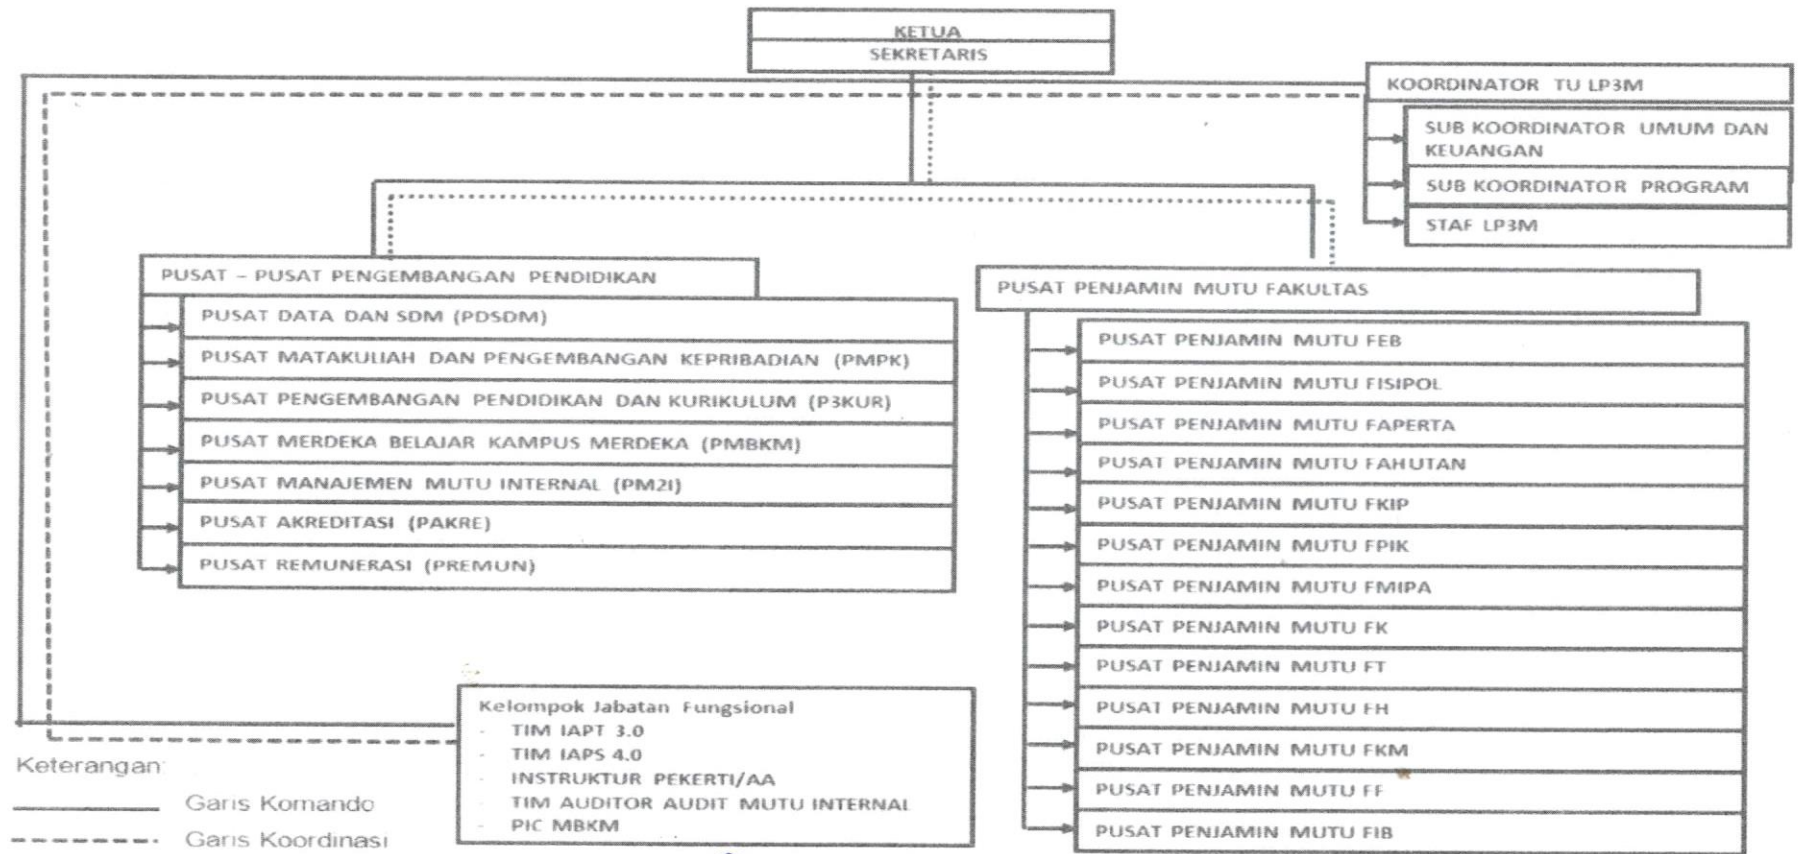 KETUA
SEKRETARIS
KOORDINATOR TU LP3M
SUB KOORDINATOR UMUM DAN
KEUANGAN
SUB KOORDINATOR PROGRAM
STAF LP3M
PUSAT – PUSAT PENGEMBANGAN PENDIDIKAN
PUSAT DATA DAN SDM (PDSDM)
PUSAT MATAKULIAH DAN PENGEMBANGAN KEPRIBADIAN (PMPK)
PUSAT PENGEMBANGAN PENDIDIKAN DAN KURIKULUM (P3KUR)
PUSAT MERDEKA BELAJAR KAMPUS MERDEKA (PMBKM)
PUSAT MANAJEMEN MUTU INTERNAL (PM2I)
PUSAT AKREDITASI (PAKRE)
PUSAT REMUNERASI (PREMUN)
PUSAT PENJAMIN MUTU FAKULTAS
PUSAT PENJAMIN MUTU FEB
PUSAT PENJAMIN MUTU FISIPOL
PUSAT PENJAMIN MUTU FAPERTA
PUSAT PENJAMIN MUTU FAHUTAN
PUSAT PENJAMIN MUTU FKIP
PUSAT PENJAMIN MUTU FPIK
PUSAT PENJAMIN MUTU FMIPA
PUSAT PENJAMIN MUTU FK
PUSAT PENJAMIN MUTU FT
PUSAT PENJAMIN MUTU FH
PUSAT PENJAMIN MUTU FKM
PUSAT PENJAMIN MUTU FF
PUSAT PENJAMIN MUTU FIB
Kelompok Jabatan Fungsional
- TIM IAPT 3.0
- TIM IAPS 4.0
- INSTRUKTUR PEKERTI/AA
- TIM AUDITOR AUDIT MUTU INTERNAL
- PIC MBKM
Keterangan:
Garis Komando
Garis Koordinasi